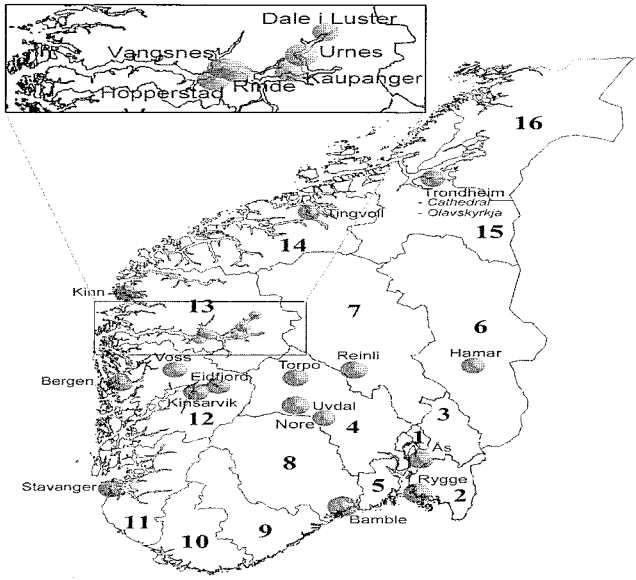 Dale i Luster
Vangsnes
Urnes
Hopperstad
Rinde
Kaupanger
16
Trondheim
- Cathedral
- Olavskyrkja
15
Tingvoll
14
Kinn
13
7
6
Voss
Torpo
Reinli
Hamar
Bergen
Eidfjord
Kinsarvik
12
Uvdal
Nore
4
3
1
Ås
8
Stavanger
5
Rygge
2
Bamble
11
10
9